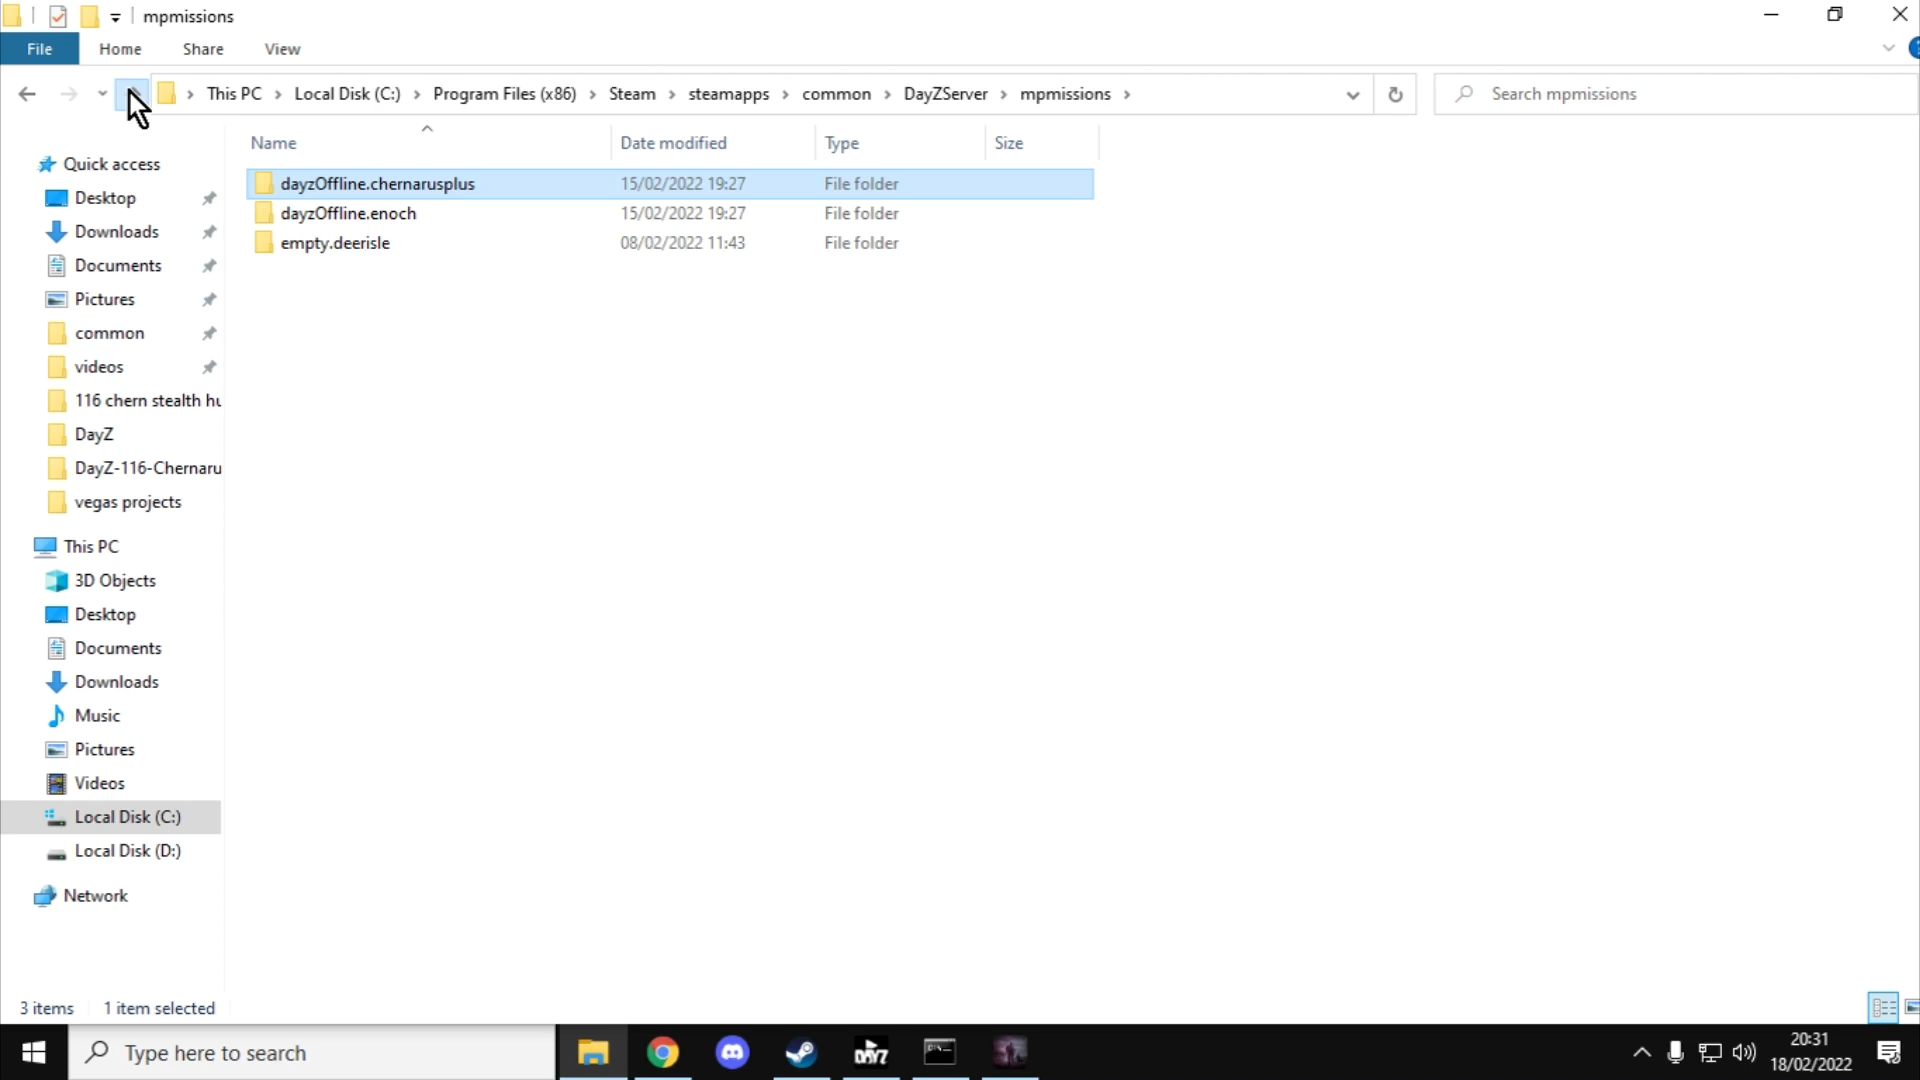 mpmissions
File Home Share View
This PC Local Disk (C:) Program Files (x86) Steam steamapps common DayZServer mpmissions
Search mpmissions
Name Date modified Type Size
dayzOffline.chernarusplus 15/02/2022 19:27 File folder
dayzOffline.enoch 15/02/2022 19:27 File folder
empty.deerisle 08/02/2022 11:43 File folder
Quick access
Desktop
Downloads
Documents
Pictures
common
videos
116 chern stealth hu
DayZ
DayZ-116-Chernaru
vegas projects
This PC
3D Objects
Desktop
Documents
Downloads
Music
Pictures
Videos
Local Disk (C:)
Local Disk (D:)
Network
3 items 1 item selected
Type here to search
DAYZ
20:31
18/02/2022